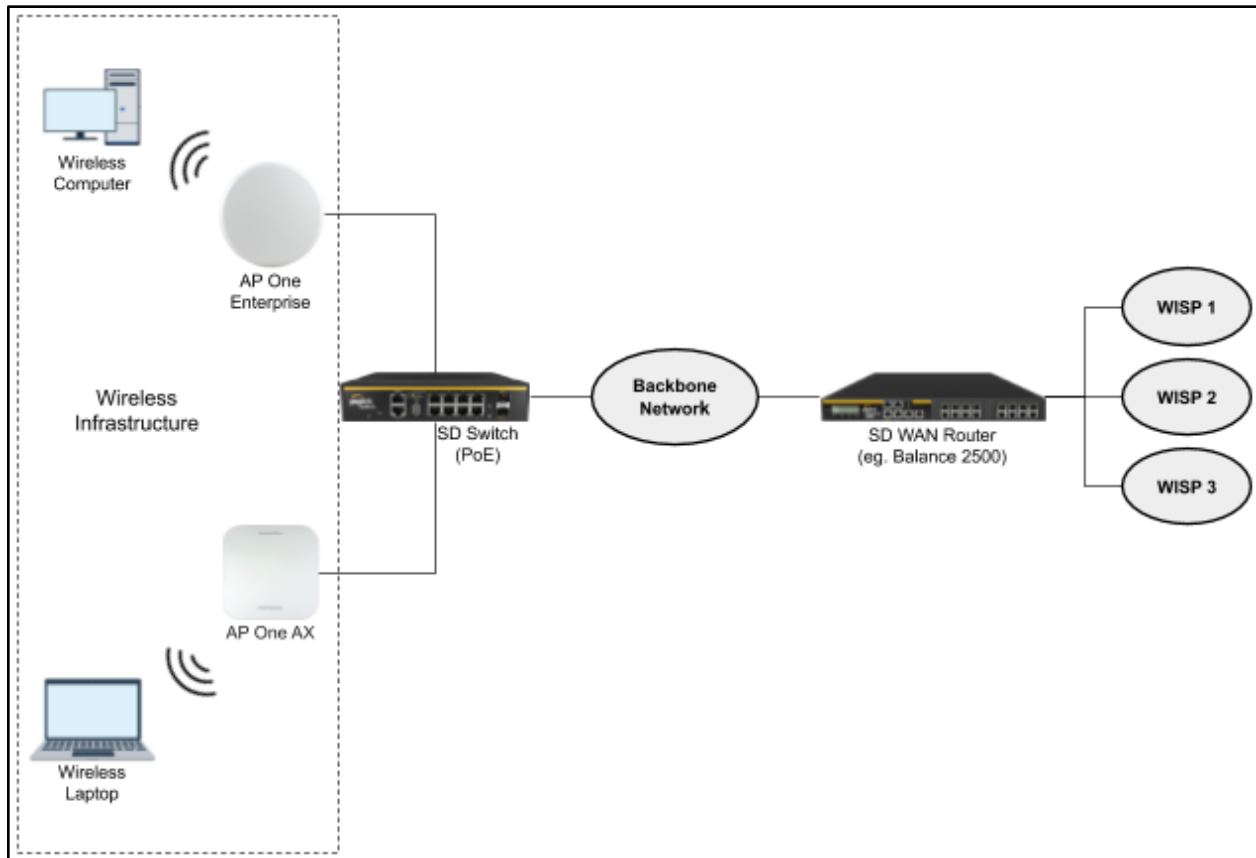 Wireless
Computer
AP One
Enterprise
Wireless
Infrastructure
SD Switch
(PoE)
Backbone
Network
SD WAN Router
(eg. Balance 2500)
WISP 1
WISP 2
WISP 3
AP One AX
Wireless
Laptop